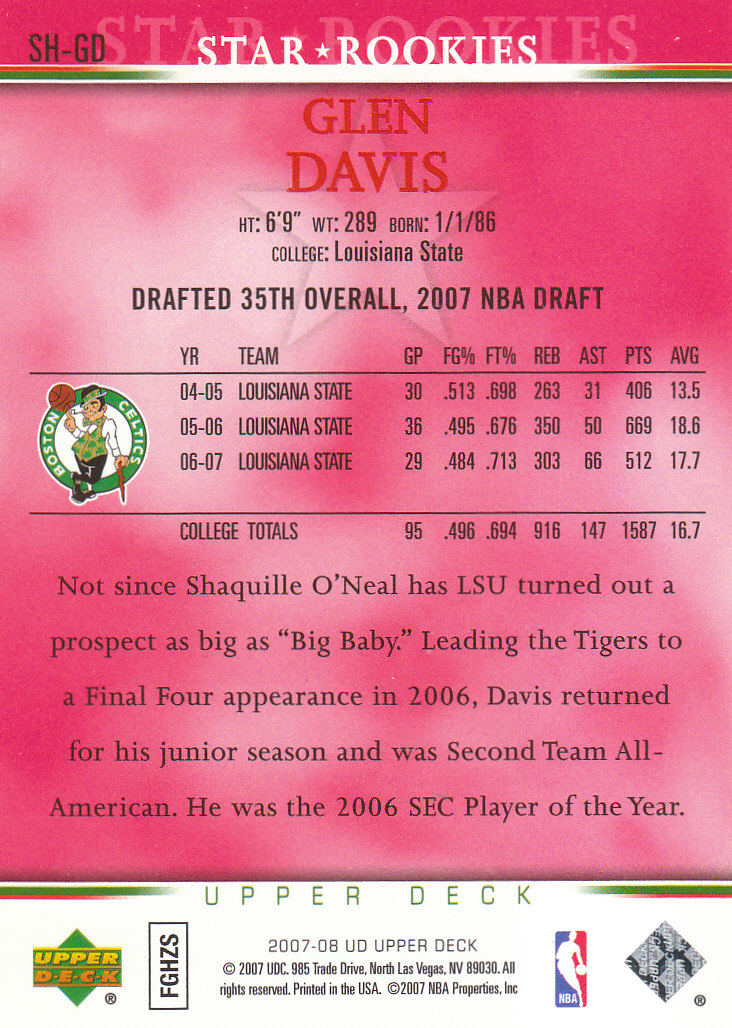 SH-GD
STAR ★ ROOKIES
STAR★ROOKIES
GLEN
DAVIS
HT: 6'9" WT: 289 BORN: 1/1/86
COLLEGE: Louisiana State
DRAFTED 35TH OVERALL, 2007 NBA DRAFT
YR TEAM GP FG% FT% REB AST PTS AVG
04-05 LOUISIANA STATE 30 .513 .698 263 31 406 13.5
05-06 LOUISIANA STATE 36 .495 .676 350 50 669 18.6
06-07 LOUISIANA STATE 29 .484 .713 303 66 512 17.7
BOSTON CELTICS
COLLEGE TOTALS 95 .496 .694 916 147 1587 16.7
Not since Shaquille O'Neal has LSU turned out a
prospect as big as “Big Baby.” Leading the Tigers to
a Final Four appearance in 2006, Davis returned
for his junior season and was Second Team All-
American. He was the 2006 SEC Player of the Year.
UPPER DECK
UPPER
D·E·C·K
®
FGHZS
2007-08 UD UPPER DECK
© 2007 UDC. 985 Trade Drive, North Las Vegas, NV 89030. All
rights reserved. Printed in the USA. ©2007 NBA Properties, Inc
NBA
®